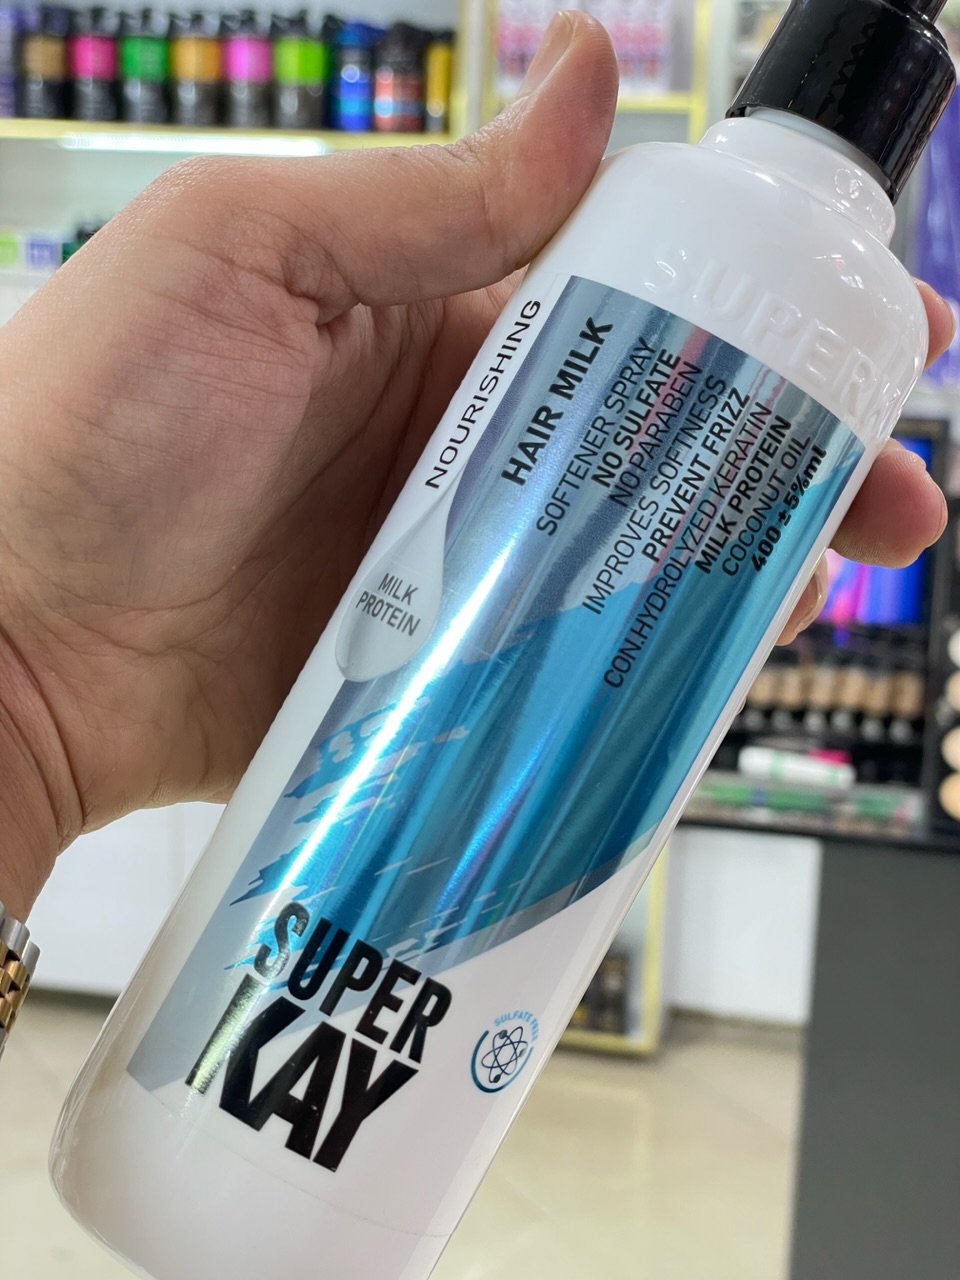 SUPER
NOURISHING
HAIR MILK
SOFTENER SPRAY
NO SULFATE
NO PARABEN
IMPROVES SOFTNESS
PREVENT FRIZZ
CON.HYDROLYZED KERATIN
MILK PROTEIN
COCONUT OIL
400 ± 5%ml
MILK
PROTEIN
SUPER
KAY
SULFATE FREE